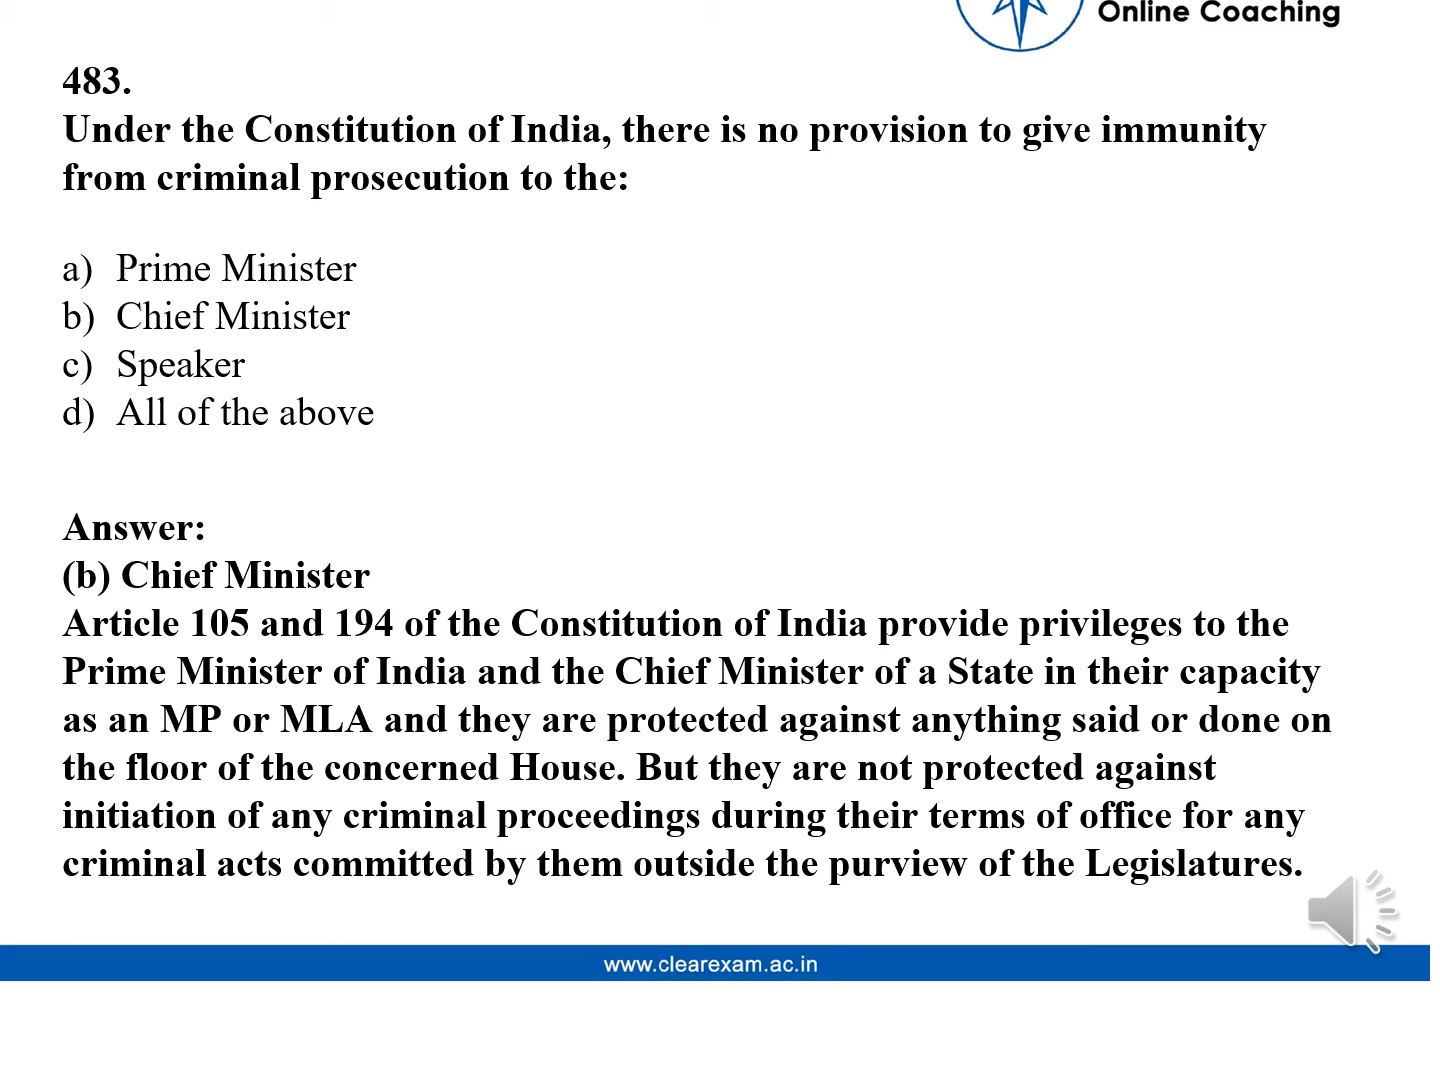 Online Coaching
483.
Under the Constitution of India, there is no provision to give immunity
from criminal prosecution to the:
a) Prime Minister
b) Chief Minister
c) Speaker
d) All of the above
Answer:
(b) Chief Minister
Article 105 and 194 of the Constitution of India provide privileges to the
Prime Minister of India and the Chief Minister of a State in their capacity
as an MP or MLA and they are protected against anything said or done on
the floor of the concerned House. But they are not protected against
initiation of any criminal proceedings during their terms of office for any
criminal acts committed by them outside the purview of the Legislatures.
www.clearexam.ac.in